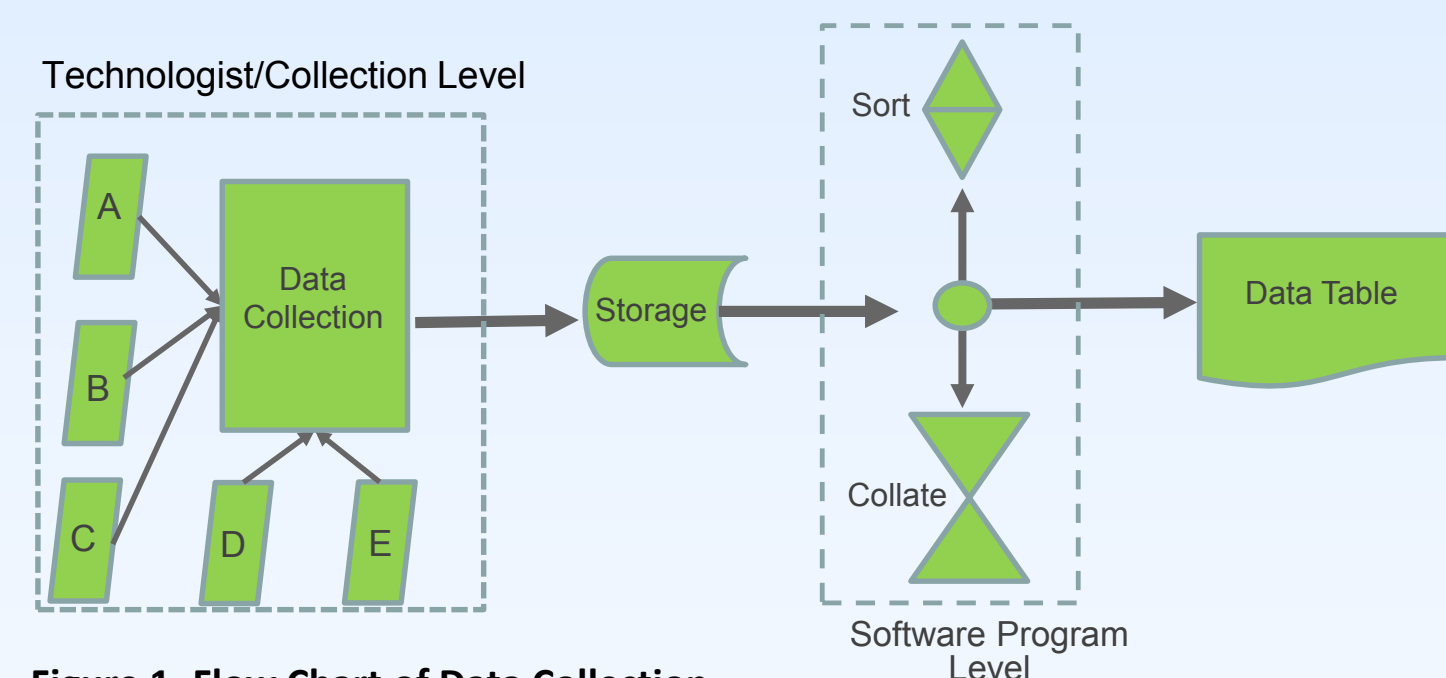 Technologist/Collection Level
A
B
C
D
E
Data
Collection
Storage
Sort
Collate
Software Program
Level
Data Table
Figure 1. Flow Chart of Data Collection